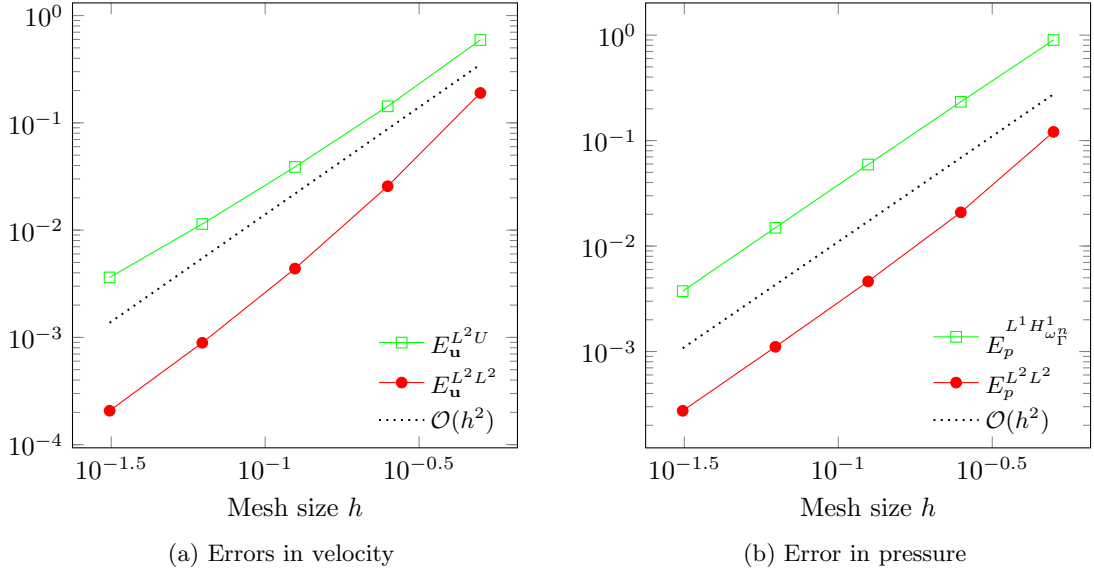 10^0
10^{-1}
10^{-2}
10^{-3}
10^{-4}
10^{-1.5}
10^{-1}
10^{-0.5}
Mesh size h
E_𝐮^{L^2U}
E_𝐮^{L^2L^2}
𝒪(h^2)
(a) Errors in velocity
10^0
10^{-1}
10^{-2}
10^{-3}
10^{-1.5}
10^{-1}
10^{-0.5}
Mesh size h
E_p^{L^1H^1_{ω^n_Γ}}
E_p^{L^2L^2}
𝒪(h^2)
(b) Error in pressure